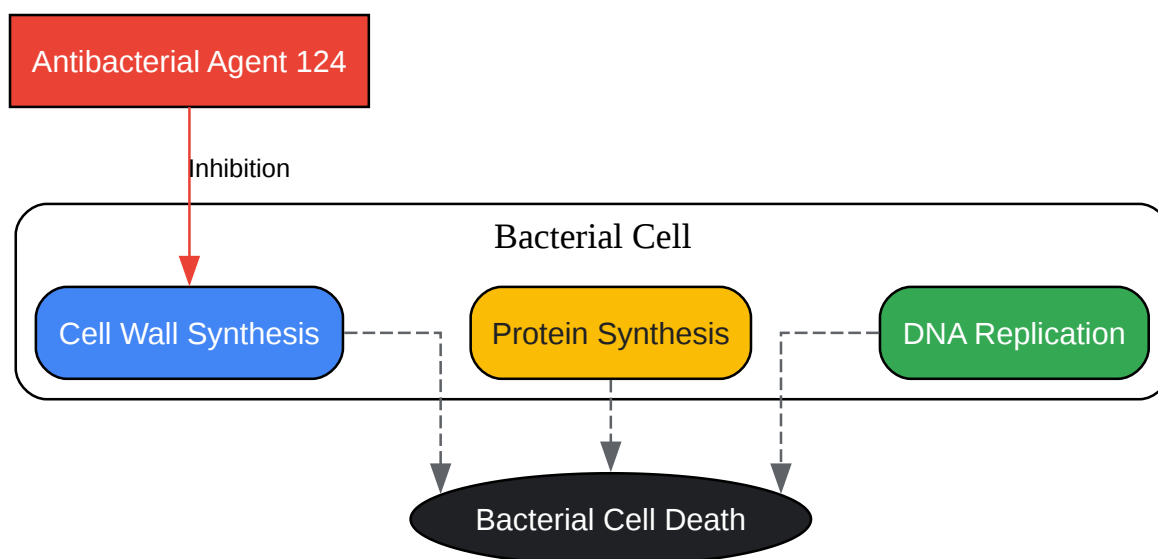 Antibacterial Agent 124
Inhibition
Bacterial Cell
Cell Wall Synthesis
Protein Synthesis
DNA Replication
Bacterial Cell Death